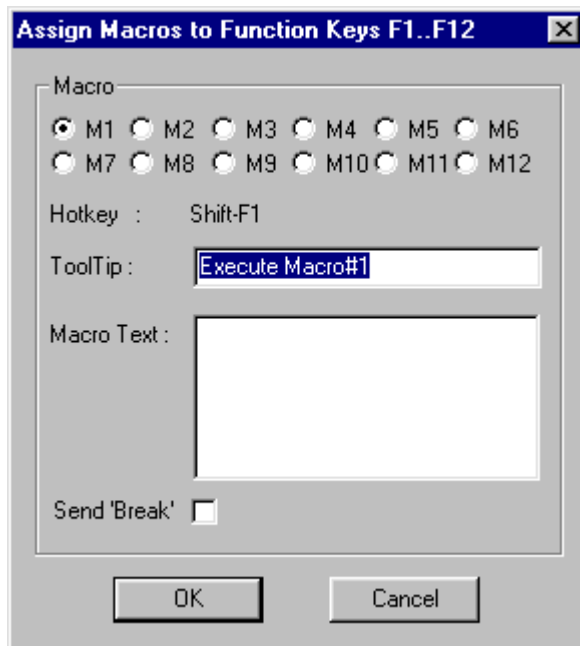 Assign Macros to Function Keys F1..F12
Macro
M1 M2 M3 M4 M5 M6
M7 M8 M9 M10 M11 M12
Hotkey : Shift-F1
ToolTip : Execute Macro#1
Macro Text :
Send 'Break'
OK Cancel